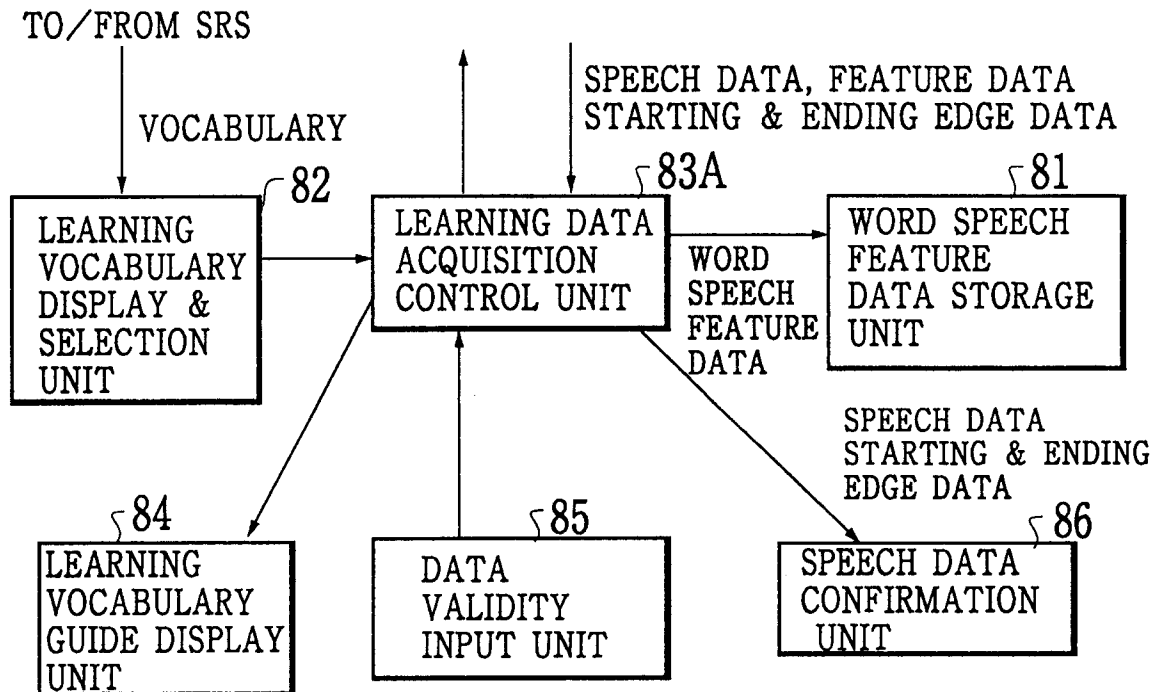 TO/FROM SRS
SPEECH DATA, FEATURE DATA
STARTING & ENDING EDGE DATA
VOCABULARY
82
83A
81
LEARNING
VOCABULARY
DISPLAY &
SELECTION
UNIT
LEARNING DATA
ACQUISITION
CONTROL UNIT
WORD
SPEECH
FEATURE
DATA
WORD SPEECH
FEATURE
DATA STORAGE
UNIT
SPEECH DATA
STARTING & ENDING
EDGE DATA
84
85
86
LEARNING
VOCABULARY
GUIDE DISPLAY
UNIT
DATA
VALIDITY
INPUT UNIT
SPEECH DATA
CONFIRMATION
UNIT